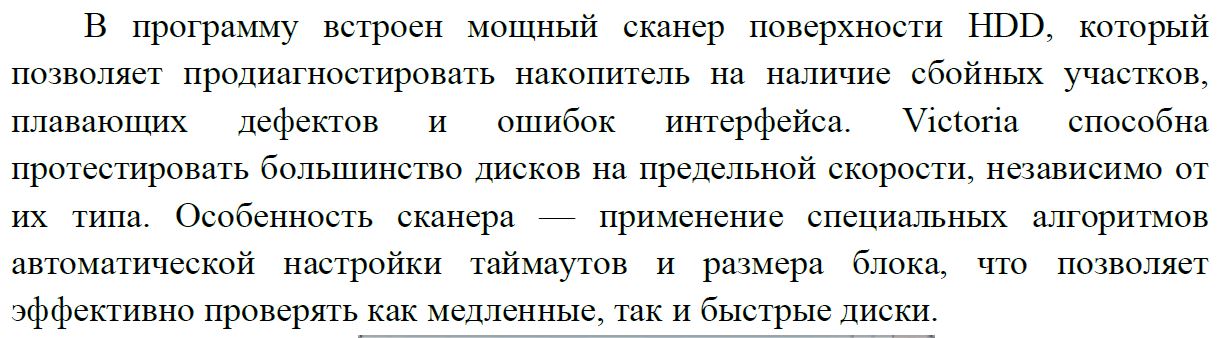 В программу встроен мощный сканер поверхности HDD, который
позволяет продиагностировать накопитель на наличие сбойных участков,
плавающих дефектов и ошибок интерфейса. Victoria способна
протестировать большинство дисков на предельной скорости, независимо от
их типа. Особенность сканера — применение специальных алгоритмов
автоматической настройки таймаутов и размера блока, что позволяет
эффективно проверять как медленные, так и быстрые диски.